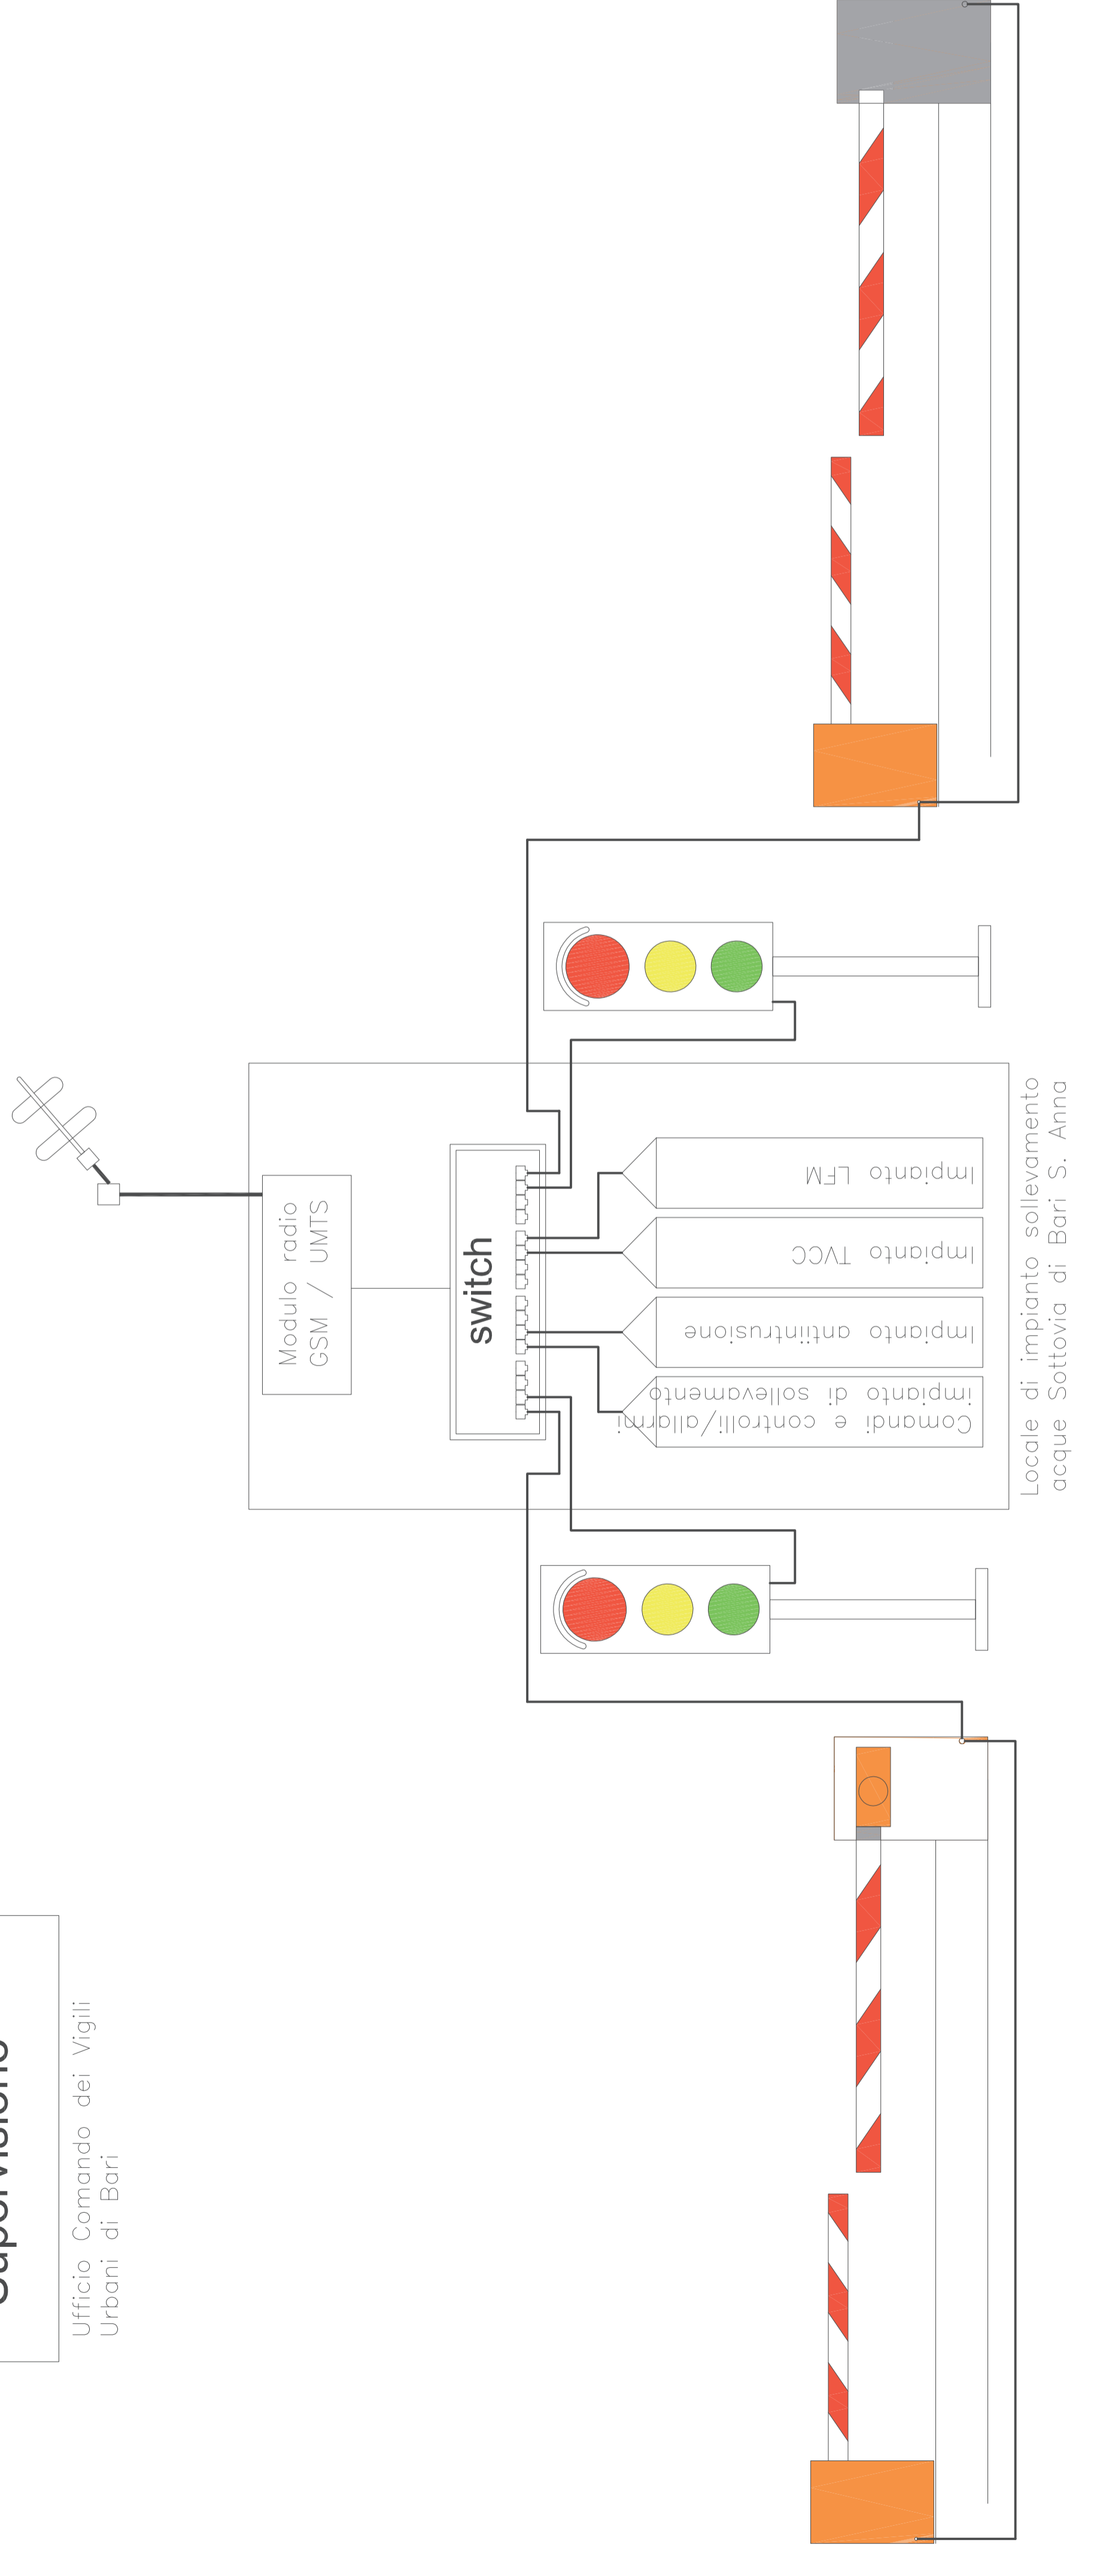 Supervisione
Ufficio Comando dei Vigili
Urbani di Bari
Modulo radio
GSM / UMTS
switch
Comandi e controlli/allarmi
impianto di sollevamento
Impianto antiintrusione
Impianto TVCC
Impianto LFM
Locale di impianto sollevamento
acque Sottovia di Bari S. Anna